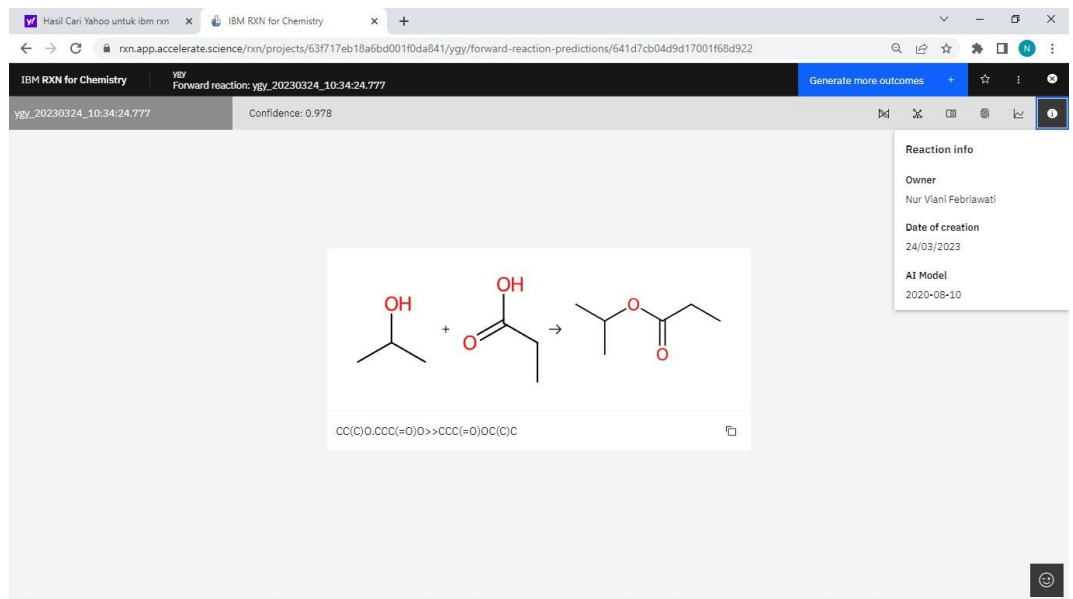 Hasil Cari Yahoo untuk ibm rxn
IBM RXN for Chemistry
rxn.app.accelerate.science/rxn/projects/63f717eb18a6bd001f0da841/ygy/forward-reaction-predictions/641d7cb04d9d17001f68d922
N
IBM RXN for Chemistry
ygy
Forward reaction: ygy_20230324_10:34:24.777
Generate more outcomes +
ygy_20230324_10:34:24.777
Confidence: 0.978
Reaction info
Owner
Nur Viani Febriawati
Date of creation
24/03/2023
AI Model
2020-08-10
OH
+
O
OH
→
O
O
CC(C)O.CCC(=O)O>>CCC(=O)OC(C)C